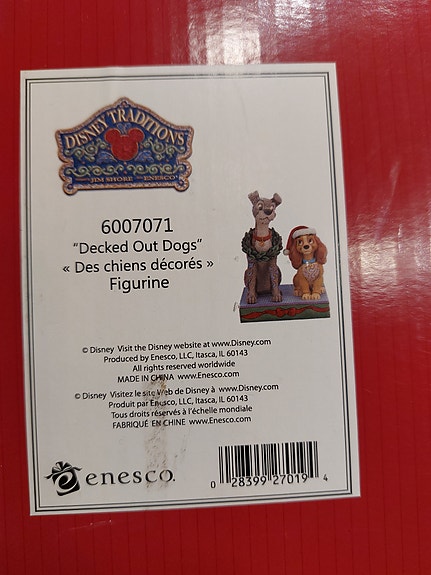 DISNEY TRADITIONS
JIM SHORE ENESCO
6007071
"Decked Out Dogs"
« Des chiens décorés »
Figurine
© Disney Visit the Disney website at www.Disney.com
Produced by Enesco, LLC, Itasca, IL 60143
All rights reserved worldwide
MADE IN CHINA www.Enesco.com
© Disney Visitez le site Web de Disney à www.Disney.com
Produit par Enesco, LLC, Itasca, IL 60143
Tous droits réservés à l'échelle mondiale
FABRIQUÉ EN CHINE www.Enesco.com
enesco.
0 28399 27019 4